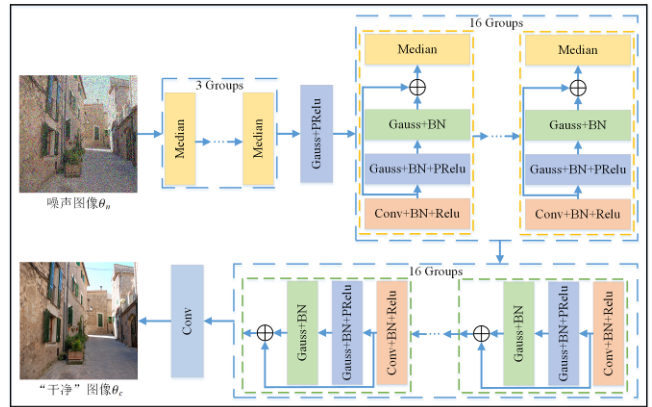 16 Groups
3 Groups
Median
Median
Gauss+PRelu
Median
Gauss+BN
Gauss+BN+PRelu
Conv+BN+Relu
Median
Gauss+BN
Gauss+BN+PRelu
Conv+BN+Relu
噪声图像θn
16 Groups
Conv
Gauss+BN
Gauss+BN+PRelu
Conv+BN+Relu
Gauss+BN
Gauss+BN+PRelu
Conv+BN+Relu
“干净”图像θc